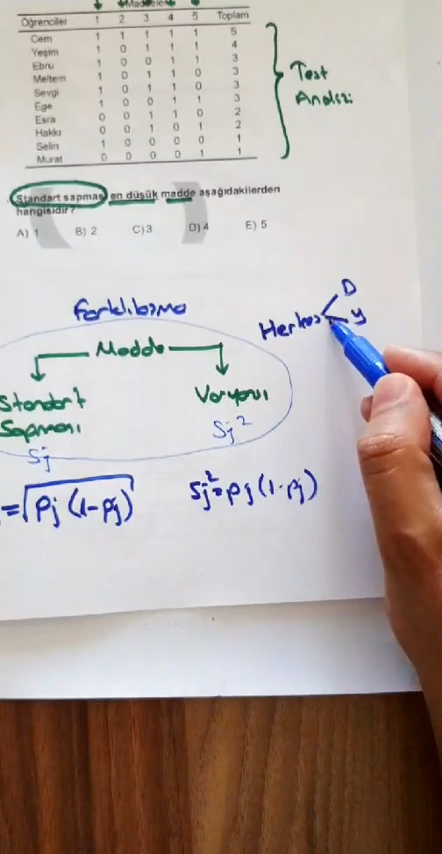 Maddeler
Öğrenciler 1 2 3 4 5 Toplam
Cem 1 1 1 1 1 5
Yeşim 1 0 1 1 1 4
Ebru 1 0 0 1 1 3
Meltem 1 0 1 1 0 3
Sevgi 1 0 1 1 0 3
Ege 1 0 0 1 1 3
Esra 0 0 1 1 0 2
Hakkı 0 0 1 0 1 2
Selin 1 0 0 0 0 1
Murat 0 0 0 0 1 1
Test
Analizi
Standart sapması en düşük madde aşağıdakilerden
hangisidir?
A) 1 B) 2 C) 3 D) 4 E) 5
Farklılaşma
Madde
Herkes D
y
Standart
Sapması
Sj
Varyansı
Sj²
=√pj (1-pj)
Sj²=pj (1-pj)